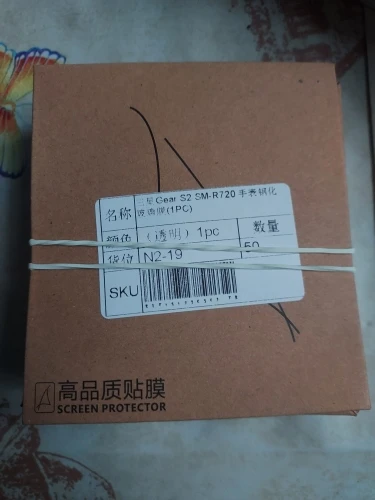 名称 三星Gear S2 SM-R720 手表钢化
玻璃膜(1PC)
数量
颜色 (透明) 1pc
50
货位 N2-19
SKU
高品质贴膜
SCREEN PROTECTOR